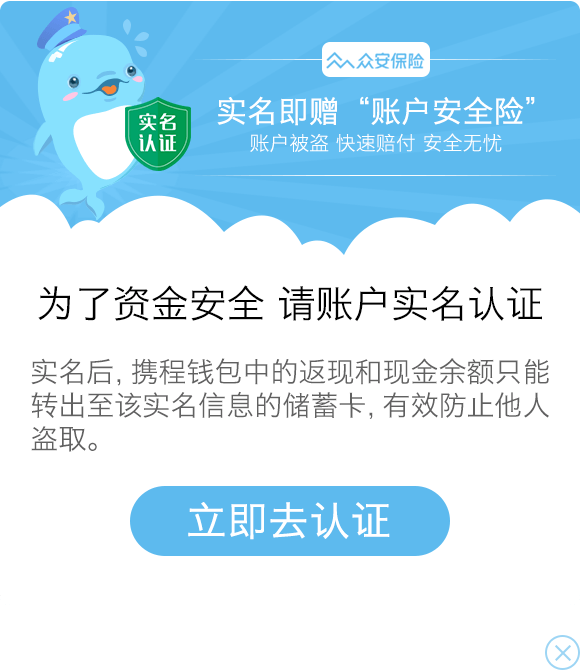 众安保险
实名即赠“账户安全险”
账户被盗 快速赔付 安全无忧
实名
认证
为了资金安全 请账户实名认证
实名后, 携程钱包中的返现和现金余额只能
转出至该实名信息的储蓄卡, 有效防止他人
盗取。
立即去认证